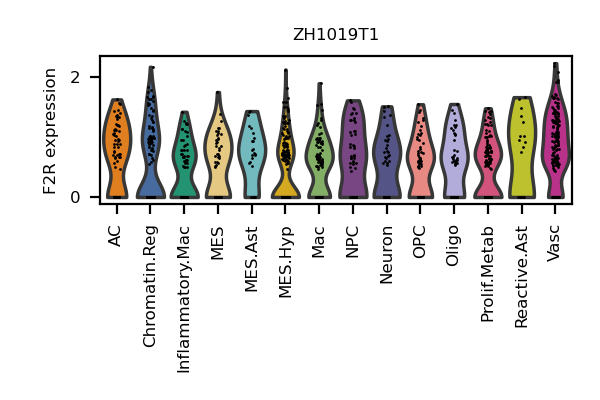 ZH1019T1
F2R expression
2
0
AC
Chromatin.Reg
Inflammatory.Mac
MES
MES.Ast
MES.Hyp
Mac
NPC
Neuron
OPC
Oligo
Prolif.Metab
Reactive.Ast
Vasc